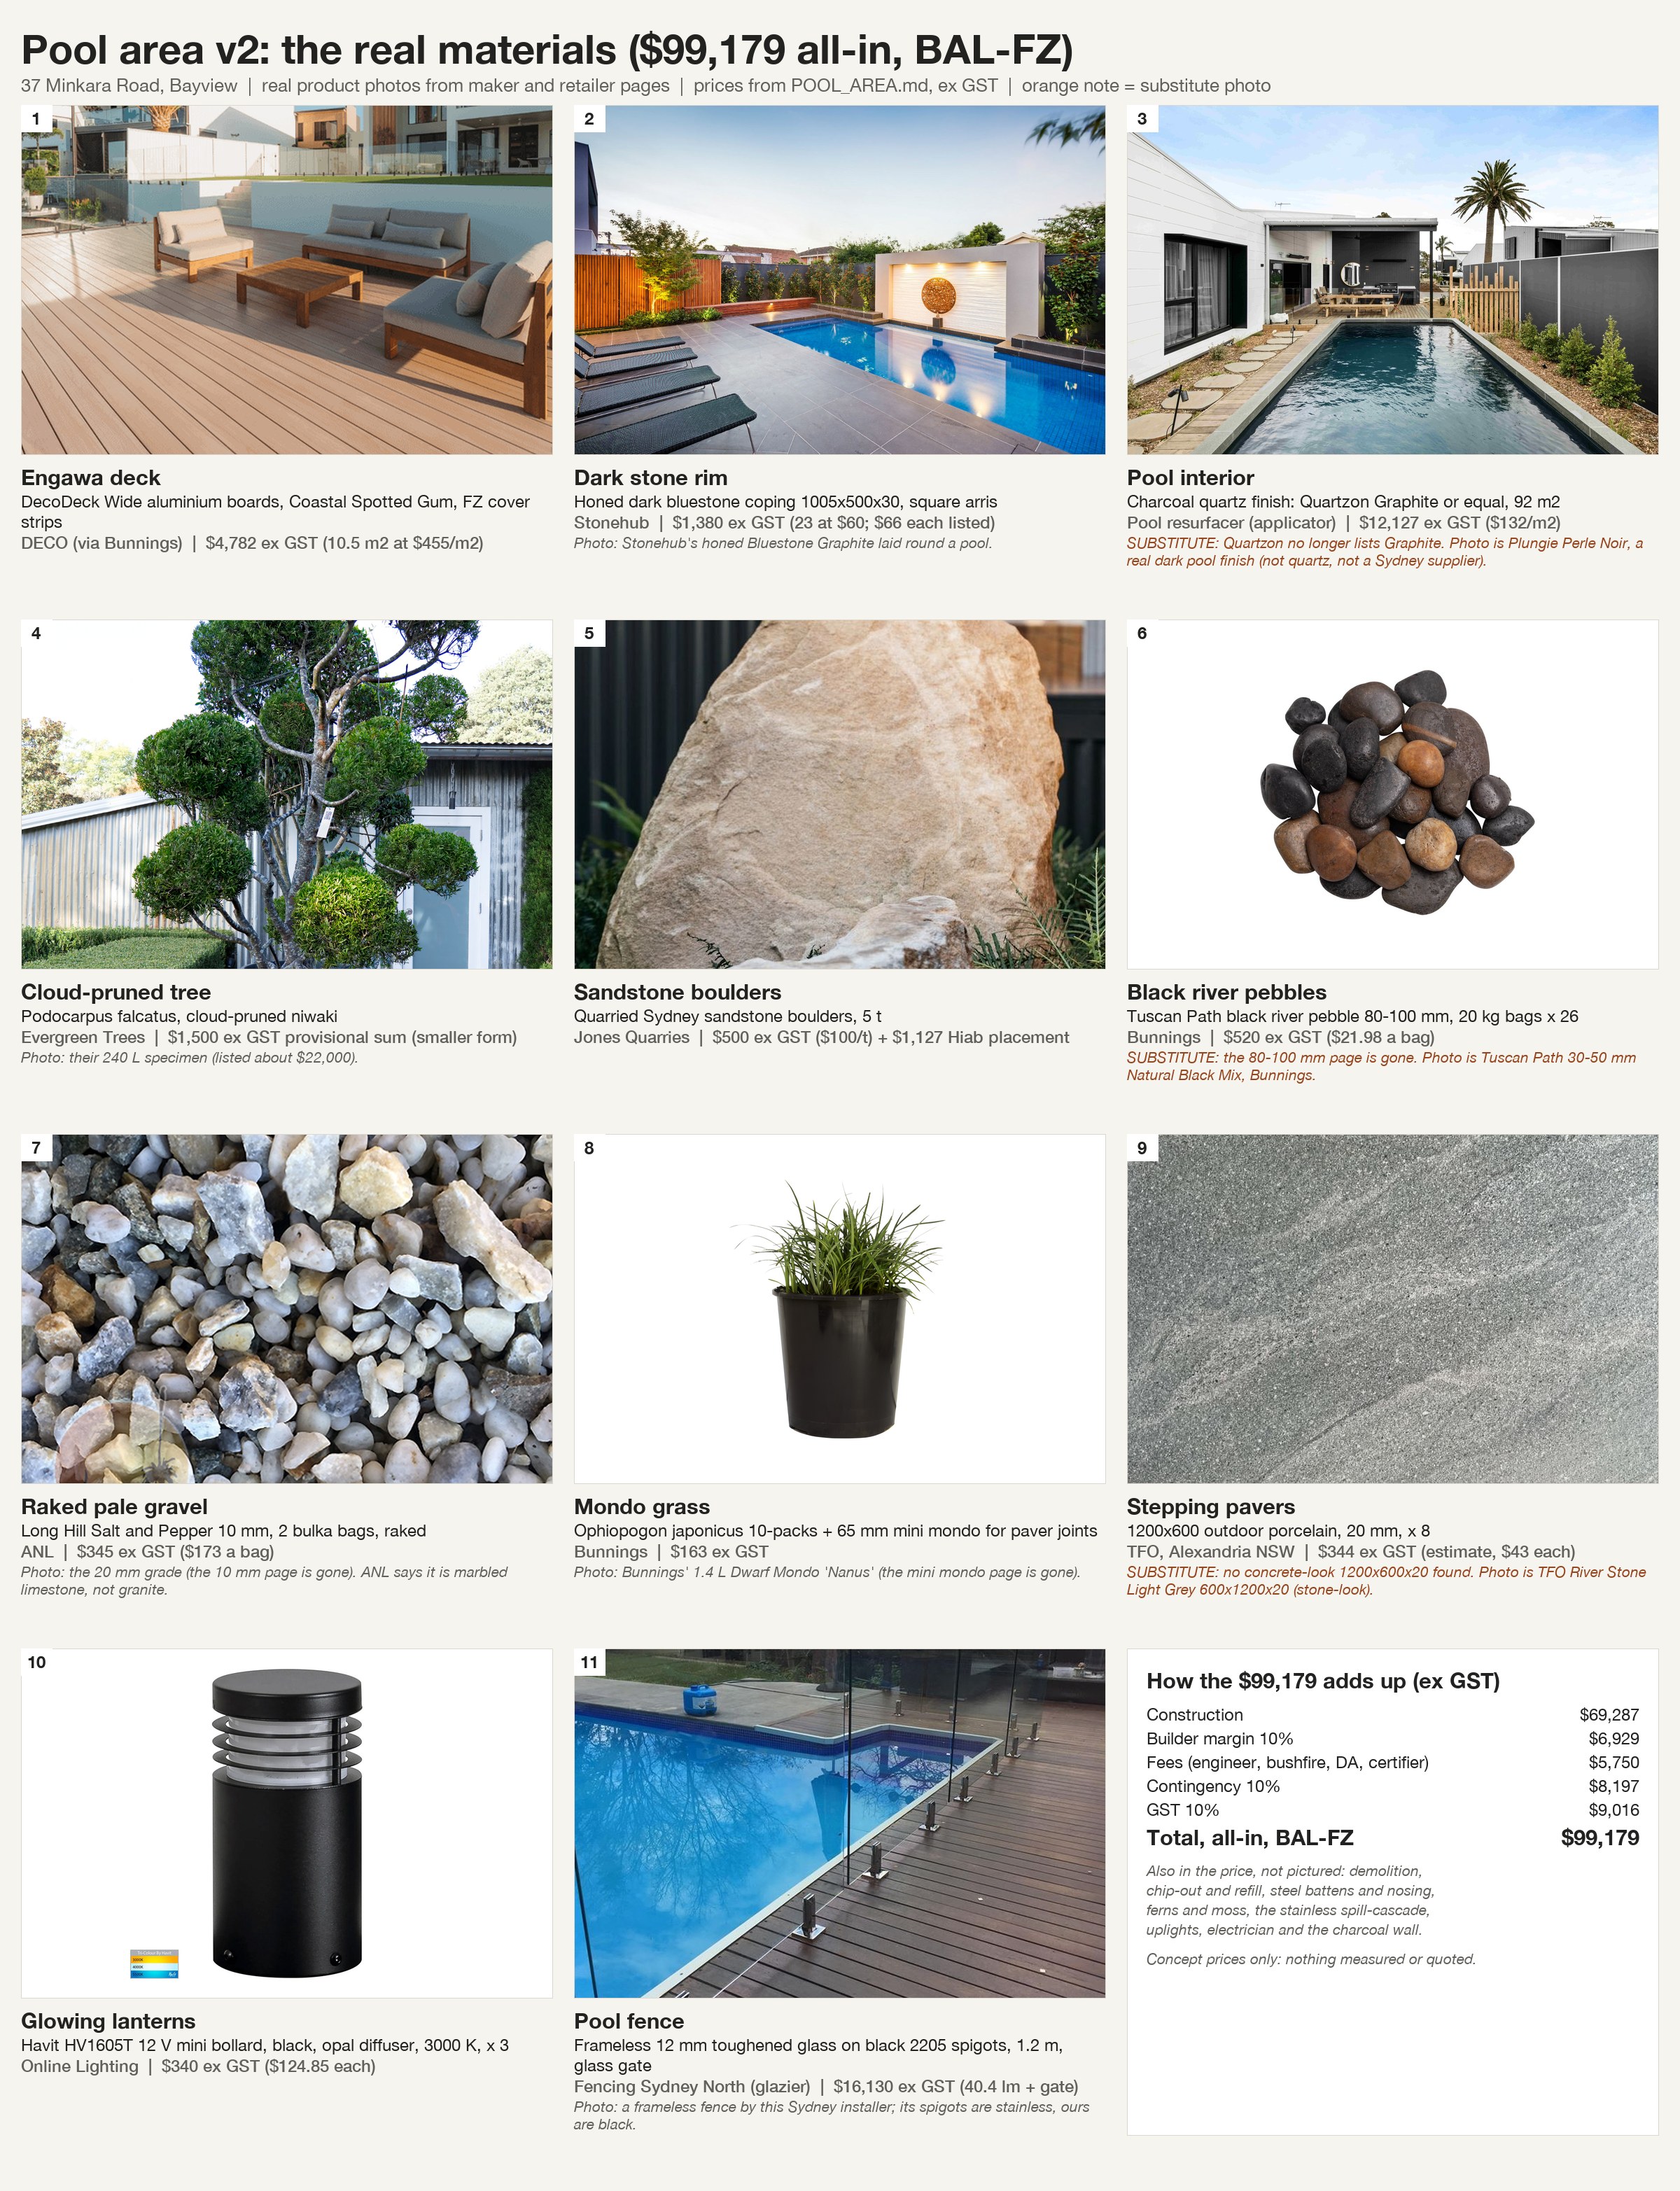 Pool area v2: the real materials ($99,179 all-in, BAL-FZ)
37 Minkara Road, Bayview | real product photos from maker and retailer pages | prices from POOL_AREA.md, ex GST | orange note = substitute photo
1
2
3
Engawa deck
DecoDeck Wide aluminium boards, Coastal Spotted Gum, FZ cover
strips
DECO (via Bunnings) | $4,782 ex GST (10.5 m2 at $455/m2)
Dark stone rim
Honed dark bluestone coping 1005x500x30, square arris
Stonehub | $1,380 ex GST (23 at $60; $66 each listed)
Photo: Stonehub's honed Bluestone Graphite laid round a pool.
Pool interior
Charcoal quartz finish: Quartzon Graphite or equal, 92 m2
Pool resurfacer (applicator) | $12,127 ex GST ($132/m2)
SUBSTITUTE: Quartzon no longer lists Graphite. Photo is Plungie Perle Noir, a
real dark pool finish (not quartz, not a Sydney supplier).
4
5
6
Cloud-pruned tree
Podocarpus falcatus, cloud-pruned niwaki
Evergreen Trees | $1,500 ex GST provisional sum (smaller form)
Photo: their 240 L specimen (listed about $22,000).
Sandstone boulders
Quarried Sydney sandstone boulders, 5 t
Jones Quarries | $500 ex GST ($100/t) + $1,127 Hiab placement
Black river pebbles
Tuscan Path black river pebble 80-100 mm, 20 kg bags x 26
Bunnings | $520 ex GST ($21.98 a bag)
SUBSTITUTE: the 80-100 mm page is gone. Photo is Tuscan Path 30-50 mm
Natural Black Mix, Bunnings.
7
8
9
Raked pale gravel
Long Hill Salt and Pepper 10 mm, 2 bulka bags, raked
ANL | $345 ex GST ($173 a bag)
Photo: the 20 mm grade (the 10 mm page is gone). ANL says it is marbled
limestone, not granite.
Mondo grass
Ophiopogon japonicus 10-packs + 65 mm mini mondo for paver joints
Bunnings | $163 ex GST
Photo: Bunnings' 1.4 L Dwarf Mondo 'Nanus' (the mini mondo page is gone).
Stepping pavers
1200x600 outdoor porcelain, 20 mm, x 8
TFO, Alexandria NSW | $344 ex GST (estimate, $43 each)
SUBSTITUTE: no concrete-look 1200x600x20 found. Photo is TFO River Stone
Light Grey 600x1200x20 (stone-look).
10
11
Glowing lanterns
Havit HV1605T 12 V mini bollard, black, opal diffuser, 3000 K, x 3
Online Lighting | $340 ex GST ($124.85 each)
Pool fence
Frameless 12 mm toughened glass on black 2205 spigots, 1.2 m,
glass gate
Fencing Sydney North (glazier) | $16,130 ex GST (40.4 lm + gate)
Photo: a frameless fence by this Sydney installer; its spigots are stainless, ours
are black.
How the $99,179 adds up (ex GST)
Construction $69,287
Builder margin 10% $6,929
Fees (engineer, bushfire, DA, certifier) $5,750
Contingency 10% $8,197
GST 10% $9,016
Total, all-in, BAL-FZ $99,179
Also in the price, not pictured: demolition,
chip-out and refill, steel battens and nosing,
ferns and moss, the stainless spill-cascade,
uplights, electrician and the charcoal wall.
Concept prices only: nothing measured or quoted.